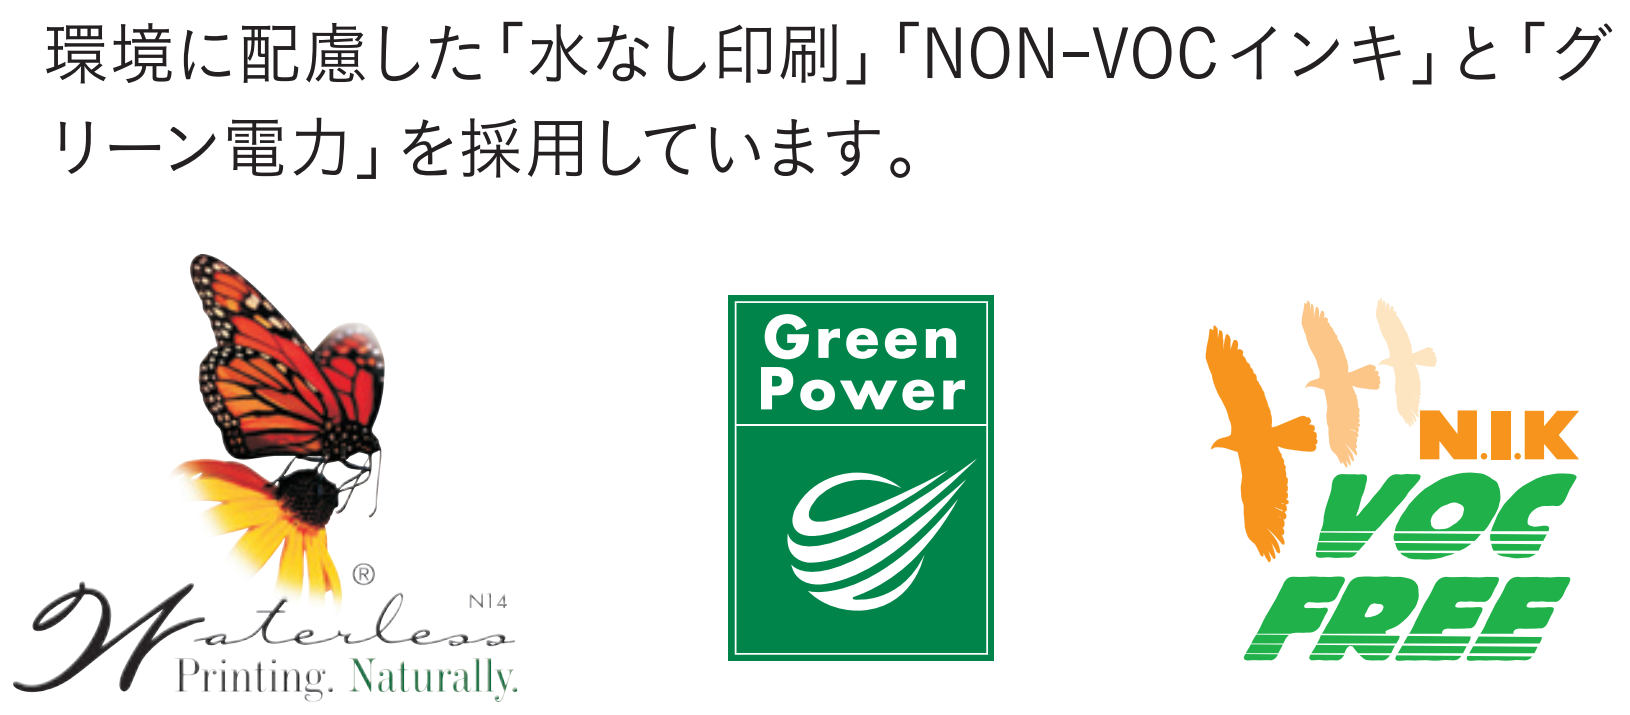 環境に配慮した「水なし印刷」「NON-VOCインキ」と「グ
リーン電力」を採用しています。
®
N14
Waterless
Printing. Naturally.
Green
Power
N.I.K
VOC
FREE